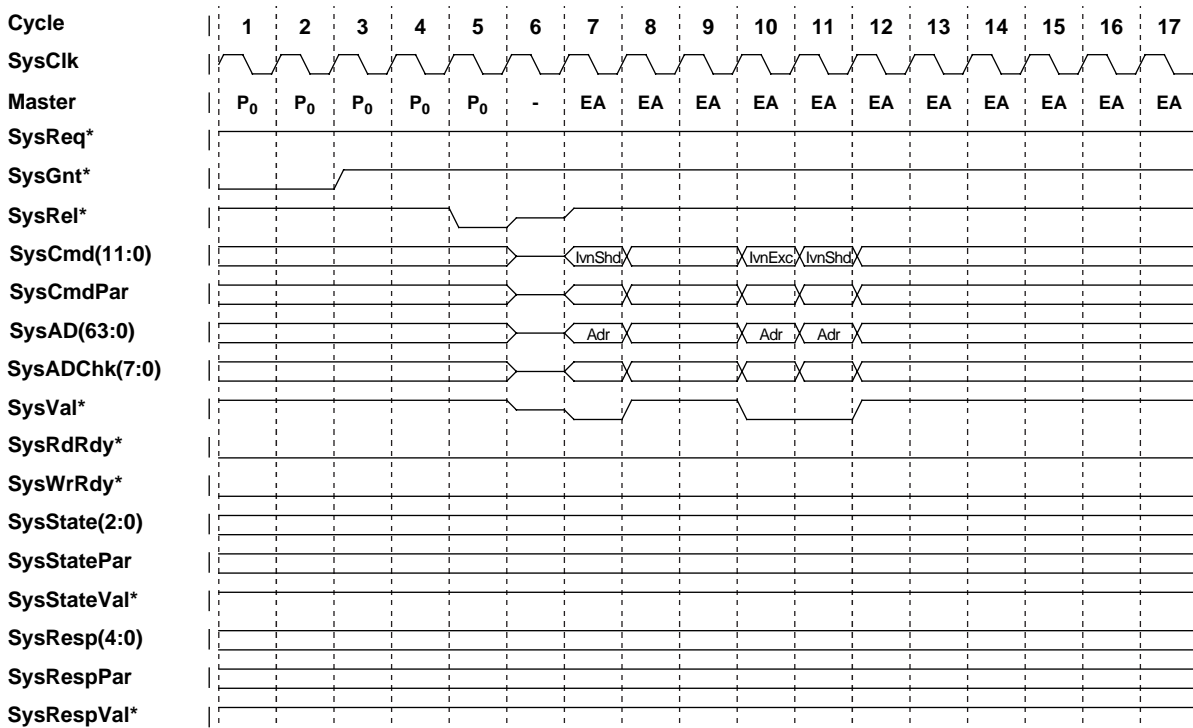 Cycle 1 2 3 4 5 6 7 8 9 10 11 12 13 14 15 16 17
SysClk
Master P0 P0 P0 P0 P0 - EA EA EA EA EA EA EA EA EA EA EA
SysReq*
SysGnt*
SysRel*
SysCmd(11:0) IvnShd IvnExc IvnShd
SysCmdPar
SysAD(63:0) Adr Adr Adr
SysADChk(7:0)
SysVal*
SysRdRdy*
SysWrRdy*
SysState(2:0)
SysStatePar
SysStateVal*
SysResp(4:0)
SysRespPar
SysRespVal*